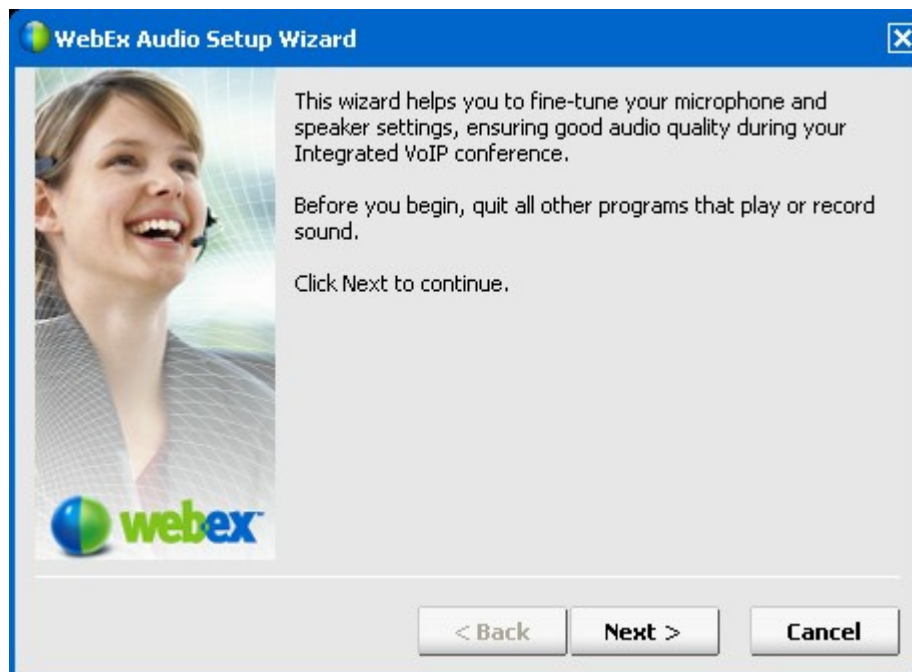 WebEx Audio Setup Wizard
This wizard helps you to fine-tune your microphone and
speaker settings, ensuring good audio quality during your
Integrated VoIP conference.
Before you begin, quit all other programs that play or record
sound.
Click Next to continue.
webex™
< Back Next > Cancel